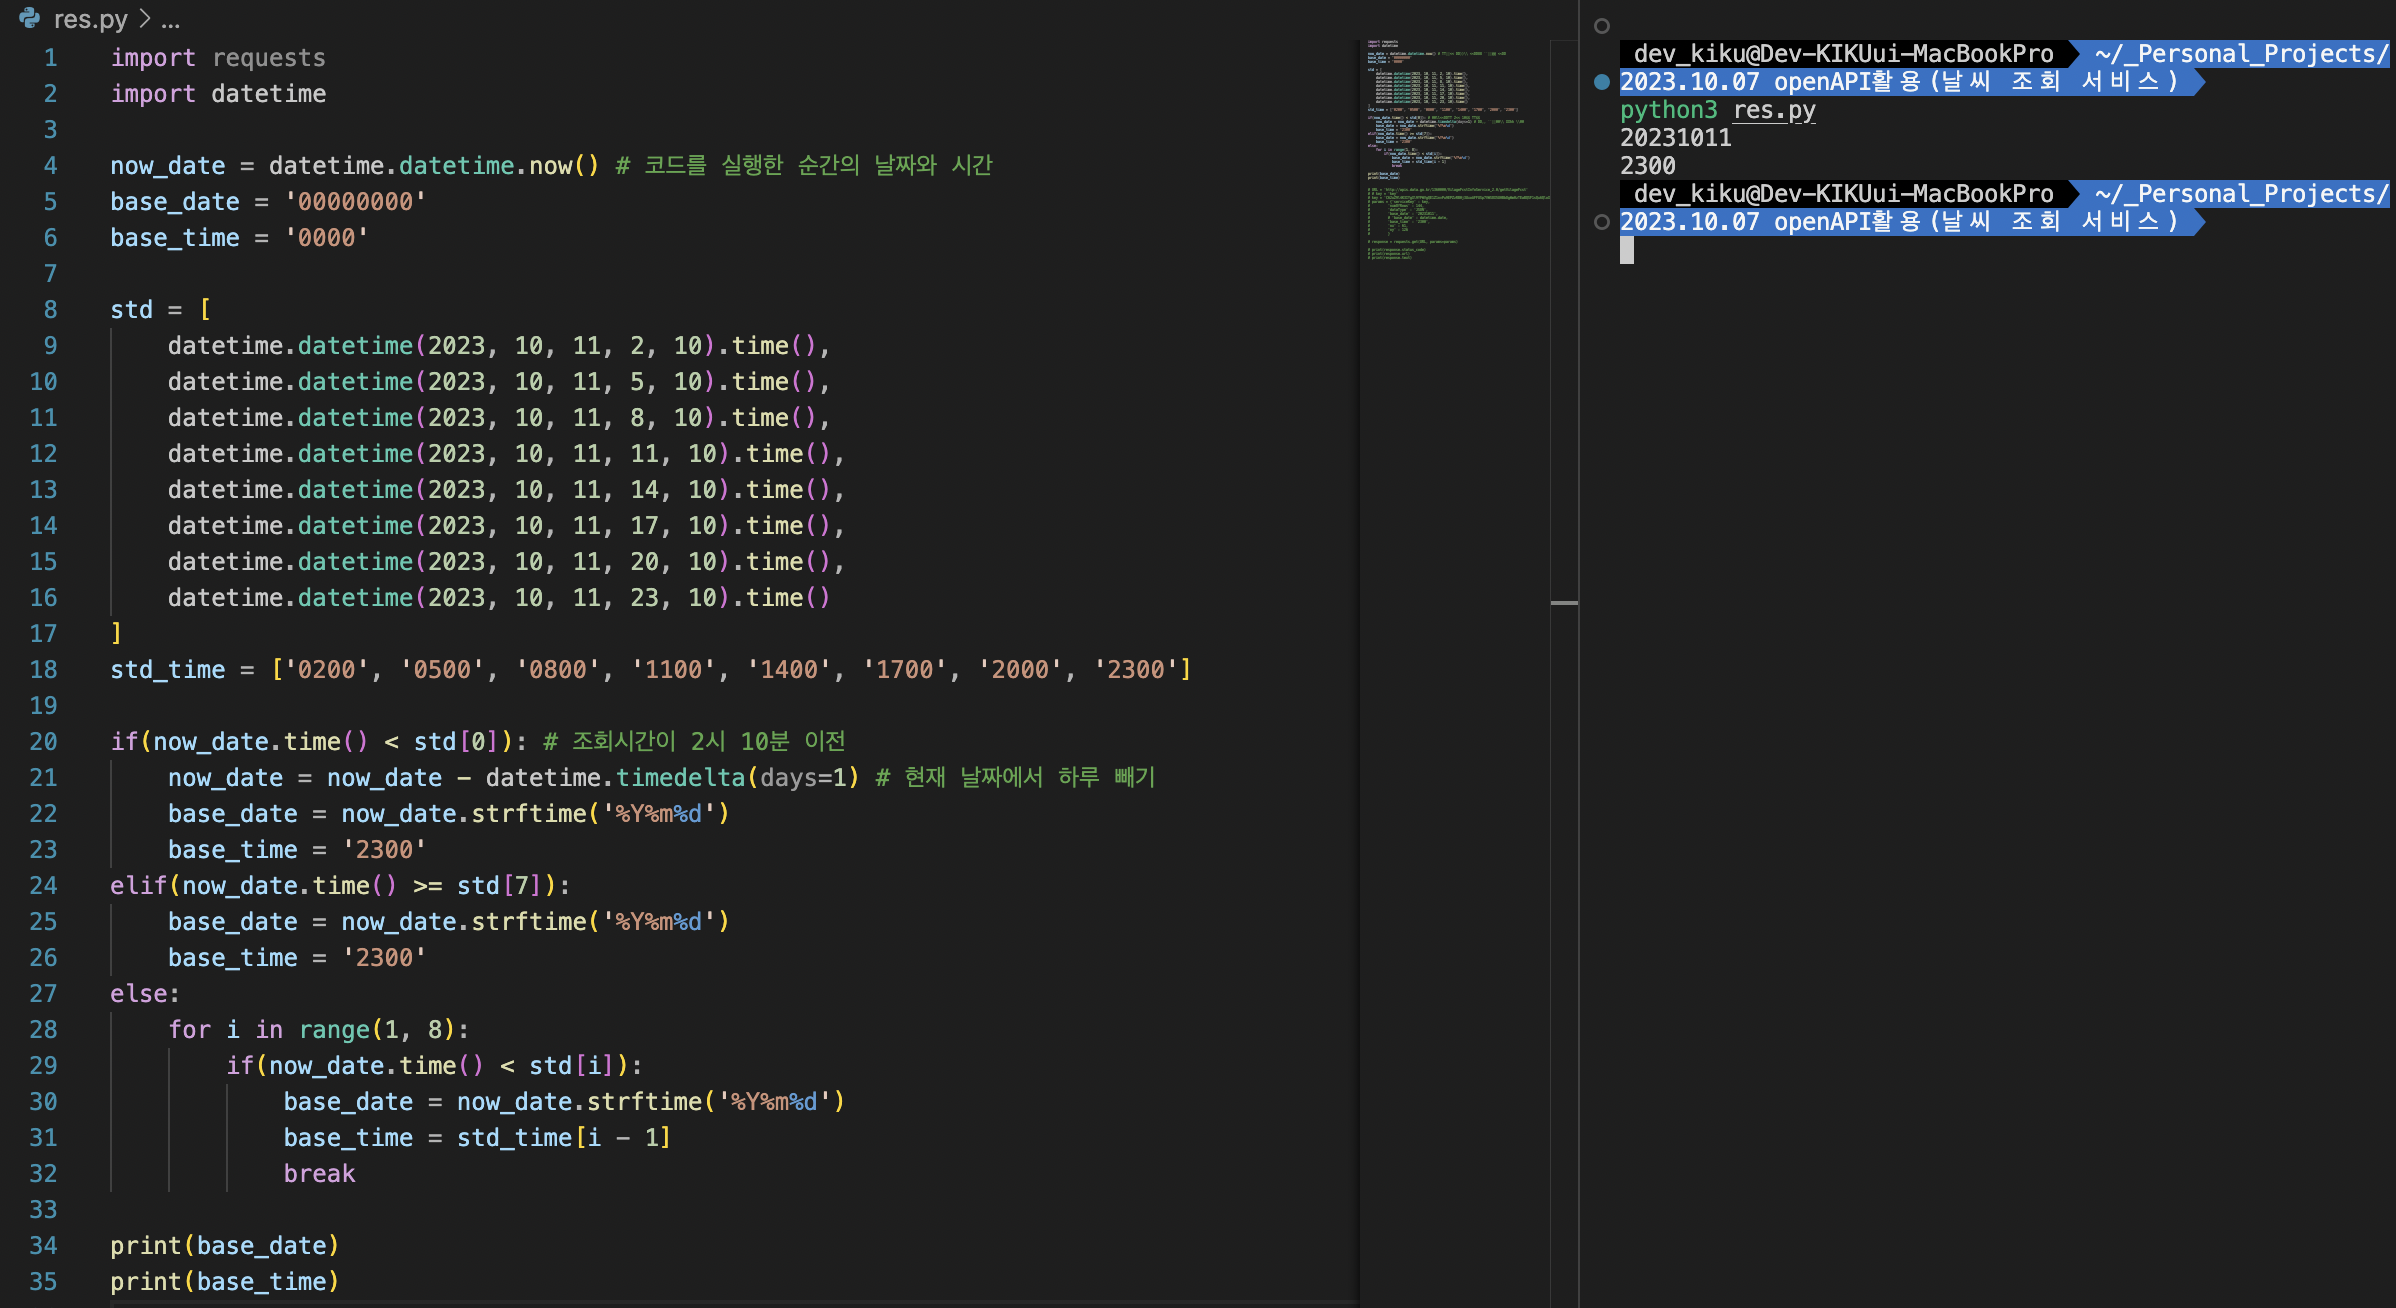 res.py > ...
1 import requests
2 import datetime
3
4 now_date = datetime.datetime.now() # 코드를 실행한 순간의 날짜와 시간
5 base_date = '00000000'
6 base_time = '0000'
7
8 std = [
9     datetime.datetime(2023, 10, 11, 2, 10).time(),
10     datetime.datetime(2023, 10, 11, 5, 10).time(),
11     datetime.datetime(2023, 10, 11, 8, 10).time(),
12     datetime.datetime(2023, 10, 11, 11, 10).time(),
13     datetime.datetime(2023, 10, 11, 14, 10).time(),
14     datetime.datetime(2023, 10, 11, 17, 10).time(),
15     datetime.datetime(2023, 10, 11, 20, 10).time(),
16     datetime.datetime(2023, 10, 11, 23, 10).time()
17 ]
18 std_time = ['0200', '0500', '0800', '1100', '1400', '1700', '2000', '2300']
19
20 if(now_date.time() < std[0]): # 조회시간이 2시 10분 이전
21     now_date = now_date - datetime.timedelta(days=1) # 현재 날짜에서 하루 빼기
22     base_date = now_date.strftime('%Y%m%d')
23     base_time = '2300'
24 elif(now_date.time() >= std[7]):
25     base_date = now_date.strftime('%Y%m%d')
26     base_time = '2300'
27 else:
28     for i in range(1, 8):
29         if(now_date.time() < std[i]):
30             base_date = now_date.strftime('%Y%m%d')
31             base_time = std_time[i - 1]
32             break
33
34 print(base_date)
35 print(base_time)
dev_kiku@Dev-KIKUui-MacBookPro ~/_Personal_Projects/
2023.10.07 openAPI활용(날씨 조회 서비스)
python3 res.py
20231011
2300
dev_kiku@Dev-KIKUui-MacBookPro ~/_Personal_Projects/
2023.10.07 openAPI활용(날씨 조회 서비스)